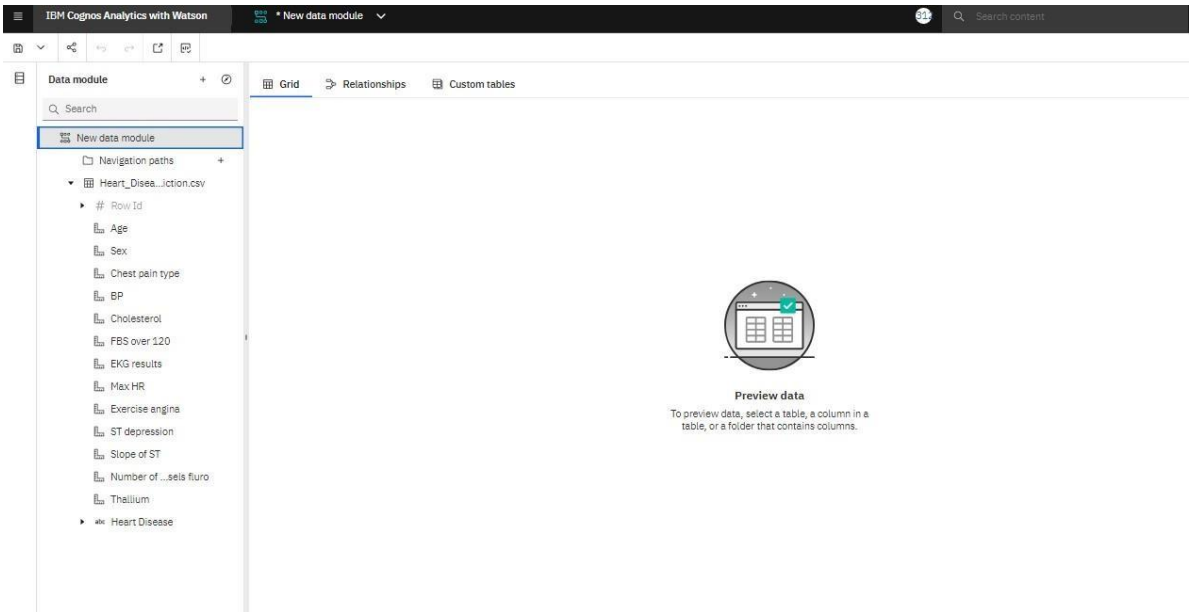 IBM Cognos Analytics with Watson
* New data module
Search content
Data module
Grid
Relationships
Custom tables
Search
New data module
Navigation paths
Heart_Disea...iction.csv
# Row Id
Age
Sex
Chest pain type
BP
Cholesterol
FBS over 120
EKG results
Max HR
Exercise angina
ST depression
Slope of ST
Number of ...sels fluro
Thallium
abc Heart Disease
Preview data
To preview data, select a table, a column in a
table, or a folder that contains columns.